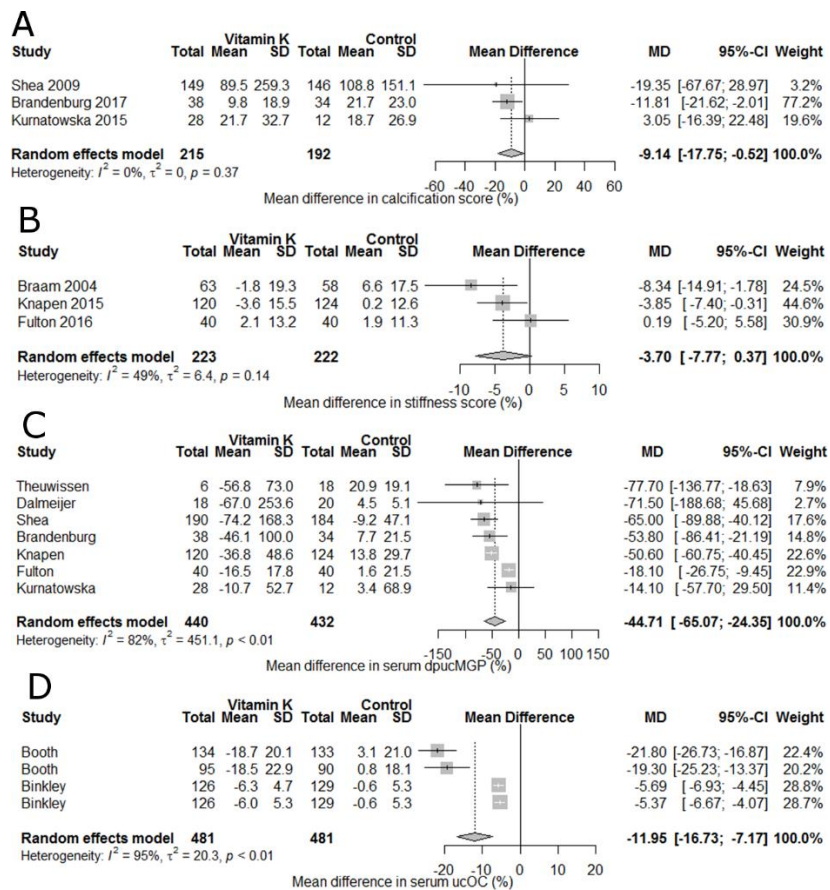 A
Vitamin K Control
Study Total Mean SD Total Mean SD Mean Difference MD 95%-CI Weight
Shea 2009 149 89.5 259.3 146 108.8 151.1 -19.35 [-67.67; 28.97] 3.2%
Brandenburg 2017 38 9.8 18.9 34 21.7 23.0 -11.81 [-21.62; -2.01] 77.2%
Kurnatowska 2015 28 21.7 32.7 12 18.7 26.9 3.05 [-16.39; 22.48] 19.6%
Random effects model 215 192 -9.14 [-17.75; -0.52] 100.0%
Heterogeneity: I² = 0%, τ² = 0, p = 0.37
-60 -40 -20 0 20 40 60
Mean difference in calcification score (%)
B
Vitamin K Control
Study Total Mean SD Total Mean SD Mean Difference MD 95%-CI Weight
Braam 2004 63 -1.8 19.3 58 6.6 17.5 -8.34 [-14.91; -1.78] 24.5%
Knapen 2015 120 -3.6 15.5 124 0.2 12.6 -3.85 [-7.40; -0.31] 44.6%
Fulton 2016 40 2.1 13.2 40 1.9 11.3 0.19 [-5.20; 5.58] 30.9%
Random effects model 223 222 -3.70 [-7.77; 0.37] 100.0%
Heterogeneity: I² = 49%, τ² = 6.4, p = 0.14
-10 -5 0 5 10
Mean difference in stiffness score (%)
C
Vitamin K Control
Study Total Mean SD Total Mean SD Mean Difference MD 95%-CI Weight
Theuwissen 6 -56.8 73.0 18 20.9 19.1 -77.70 [-136.77; -18.63] 7.9%
Dalmeijer 18 -67.0 253.6 20 4.5 5.1 -71.50 [-188.68; 45.68] 2.7%
Shea 190 -74.2 168.3 184 -9.2 47.1 -65.00 [-89.88; -40.12] 17.6%
Brandenburg 38 -46.1 100.0 34 7.7 21.5 -53.80 [-86.41; -21.19] 14.8%
Knapen 120 -36.8 48.6 124 13.8 29.7 -50.60 [-60.75; -40.45] 22.6%
Fulton 40 -16.5 17.8 40 1.6 21.5 -18.10 [-26.75; -9.45] 22.9%
Kurnatowska 28 -10.7 52.7 12 3.4 68.9 -14.10 [-57.70; 29.50] 11.4%
Random effects model 440 432 -44.71 [-65.07; -24.35] 100.0%
Heterogeneity: I² = 82%, τ² = 451.1, p < 0.01
-150 -50 0 50 100 150
Mean difference in serum dpucMGP (%)
D
Vitamin K Control
Study Total Mean SD Total Mean SD Mean Difference MD 95%-CI Weight
Booth 134 -18.7 20.1 133 3.1 21.0 -21.80 [-26.73; -16.87] 22.4%
Booth 95 -18.5 22.9 90 0.8 18.1 -19.30 [-25.23; -13.37] 20.2%
Binkley 126 -6.3 4.7 129 -0.6 5.3 -5.69 [-6.93; -4.45] 28.8%
Binkley 126 -6.0 5.3 129 -0.6 5.3 -5.37 [-6.67; -4.07] 28.7%
Random effects model 481 481 -11.95 [-16.73; -7.17] 100.0%
Heterogeneity: I² = 95%, τ² = 20.3, p < 0.01
-20 -10 0 10 20
Mean difference in serum ucOC (%)